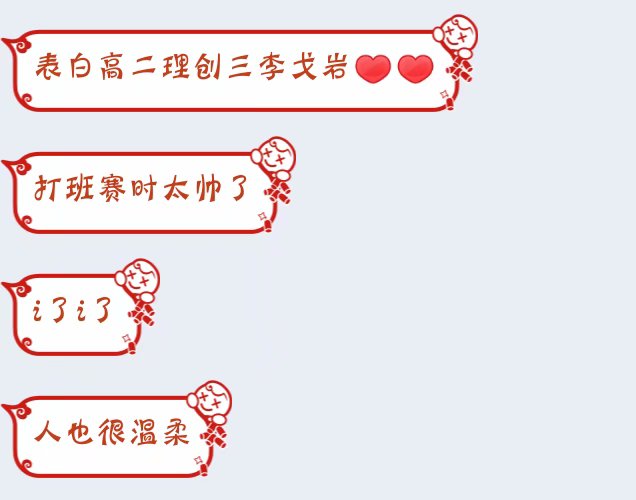 表白高二理创三李戈岩❤❤
打班赛时太帅了
i了i了
人也很温柔